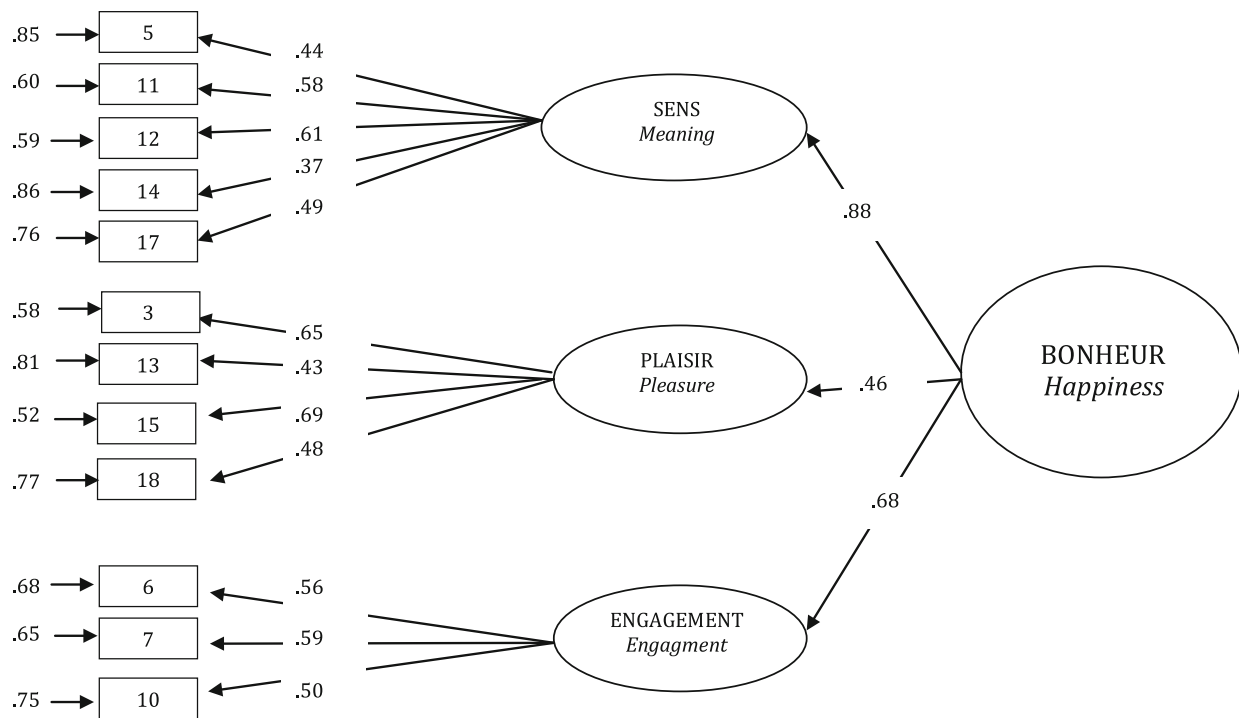 .85 5 .44
.60 11 .58
.59 12 .61
.86 14 .37
.76 17 .49
SENS
Meaning
.88
.58 3 .65
.81 13 .43
.52 15 .69
.77 18 .48
PLAISIR
Pleasure
.46
BONHEUR
Happiness
.68
.68 6 .56
.65 7 .59
.75 10 .50
ENGAGEMENT
Engagment